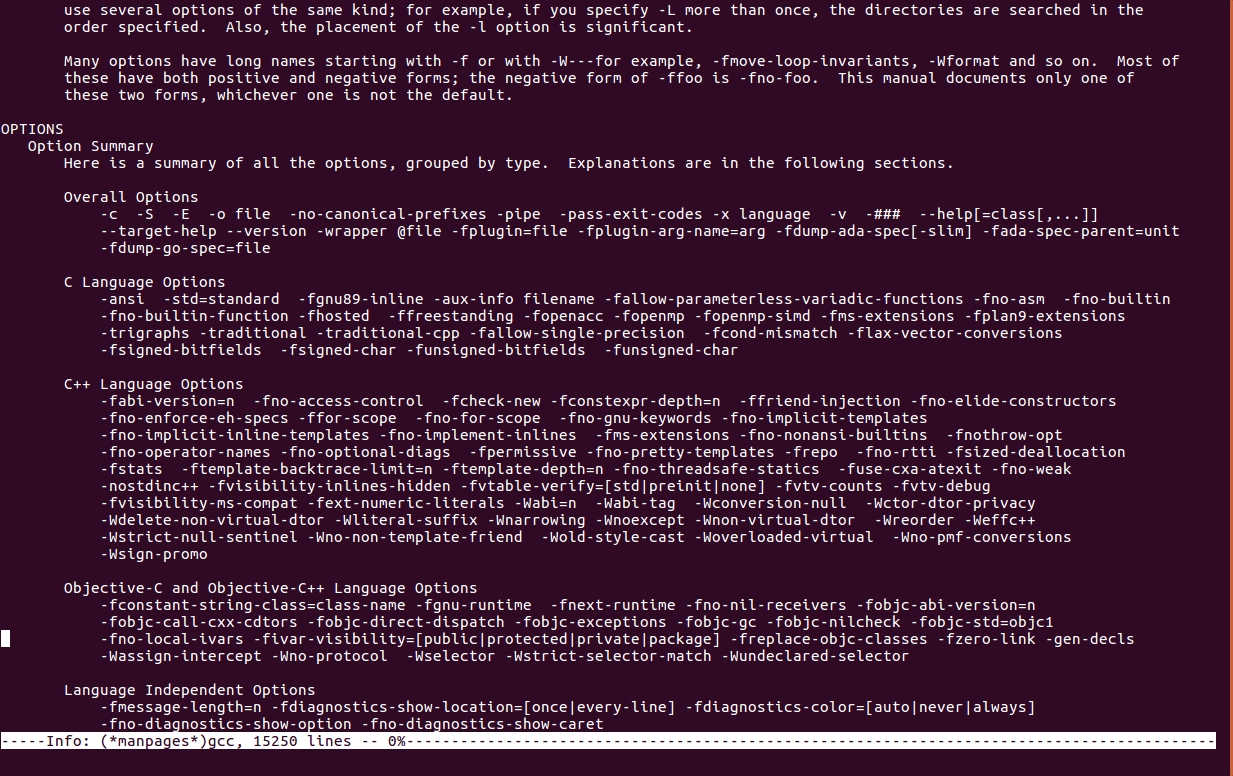 use several options of the same kind; for example, if you specify -L more than once, the directories are searched in the
order specified.  Also, the placement of the -l option is significant.

Many options have long names starting with -f or with -W---for example, -fmove-loop-invariants, -Wformat and so on.  Most of
these have both positive and negative forms; the negative form of -ffoo is -fno-foo.  This manual documents only one of
these two forms, whichever one is not the default.

OPTIONS
Option Summary
Here is a summary of all the options, grouped by type.  Explanations are in the following sections.

Overall Options
-c  -S  -E  -o file  -no-canonical-prefixes -pipe  -pass-exit-codes -x language  -v  -###  --help[=class[,...]]
--target-help --version -wrapper @file -fplugin=file -fplugin-arg-name=arg -fdump-ada-spec[-slim] -fada-spec-parent=unit
-fdump-go-spec=file

C Language Options
-ansi  -std=standard  -fgnu89-inline -aux-info filename -fallow-parameterless-variadic-functions -fno-asm  -fno-builtin
-fno-builtin-function -fhosted  -ffreestanding -fopenacc -fopenmp -fopenmp-simd -fms-extensions -fplan9-extensions
-trigraphs -traditional -traditional-cpp -fallow-single-precision  -fcond-mismatch -flax-vector-conversions
-fsigned-bitfields  -fsigned-char -funsigned-bitfields  -funsigned-char

C++ Language Options
-fabi-version=n  -fno-access-control  -fcheck-new -fconstexpr-depth=n  -ffriend-injection -fno-elide-constructors
-fno-enforce-eh-specs -ffor-scope  -fno-for-scope  -fno-gnu-keywords -fno-implicit-templates
-fno-implicit-inline-templates -fno-implement-inlines  -fms-extensions -fno-nonansi-builtins  -fnothrow-opt
-fno-operator-names -fno-optional-diags  -fpermissive -fno-pretty-templates -frepo  -fno-rtti -fsized-deallocation
-fstats  -ftemplate-backtrace-limit=n -ftemplate-depth=n -fno-threadsafe-statics  -fuse-cxa-atexit -fno-weak
-nostdinc++ -fvisibility-inlines-hidden -fvtable-verify=[std|preinit|none] -fvtv-counts -fvtv-debug
-fvisibility-ms-compat -fext-numeric-literals -Wabi=n  -Wabi-tag  -Wconversion-null  -Wctor-dtor-privacy
-Wdelete-non-virtual-dtor -Wliteral-suffix -Wnarrowing -Wnoexcept -Wnon-virtual-dtor  -Wreorder -Weffc++
-Wstrict-null-sentinel -Wno-non-template-friend  -Wold-style-cast -Woverloaded-virtual  -Wno-pmf-conversions
-Wsign-promo

Objective-C and Objective-C++ Language Options
-fconstant-string-class=class-name -fgnu-runtime  -fnext-runtime -fno-nil-receivers -fobjc-abi-version=n
-fobjc-call-cxx-cdtors -fobjc-direct-dispatch -fobjc-exceptions -fobjc-gc -fobjc-nilcheck -fobjc-std=objc1
-fno-local-ivars -fivar-visibility=[public|protected|private|package] -freplace-objc-classes -fzero-link -gen-decls
-Wassign-intercept -Wno-protocol  -Wselector -Wstrict-selector-match -Wundeclared-selector

Language Independent Options
-fmessage-length=n -fdiagnostics-show-location=[once|every-line] -fdiagnostics-color=[auto|never|always]
-fno-diagnostics-show-option -fno-diagnostics-show-caret
-----Info: (*manpages*)gcc, 15250 lines -- 0%------------------------------------------------------------------------------------------